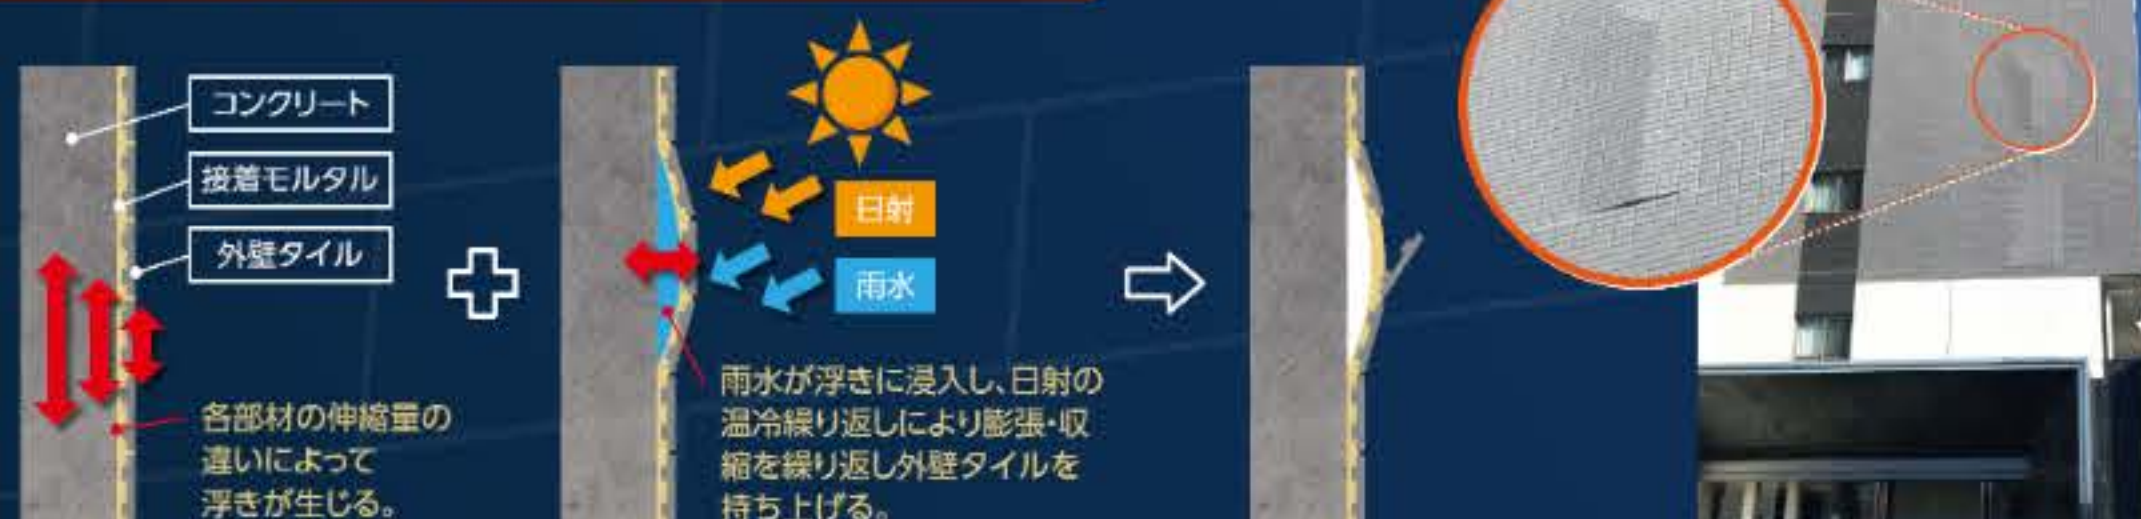 コンクリート
接着モルタル
外壁タイル
各部材の伸縮量の
違いによって
浮きが生じる。
日射
雨水
雨水が浮きに浸入し、日射の
温冷繰り返しにより膨張・収
縮を繰り返し外壁タイルを
持ち上げる。